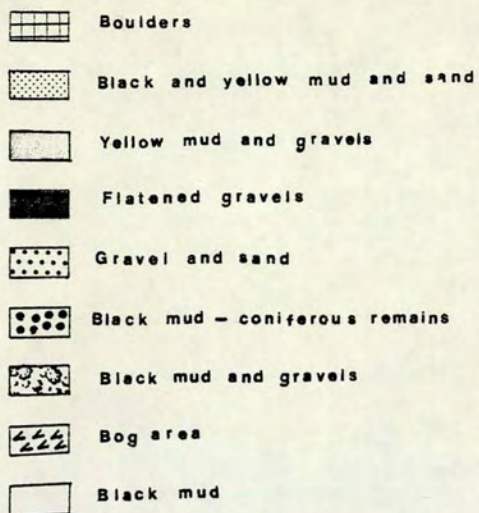 Boulders
Black and yellow mud and sand
Yellow mud and gravels
Flatened gravels
Gravel and sand
Black mud – coniferous remains
Black mud and gravels
Bog area
Black mud